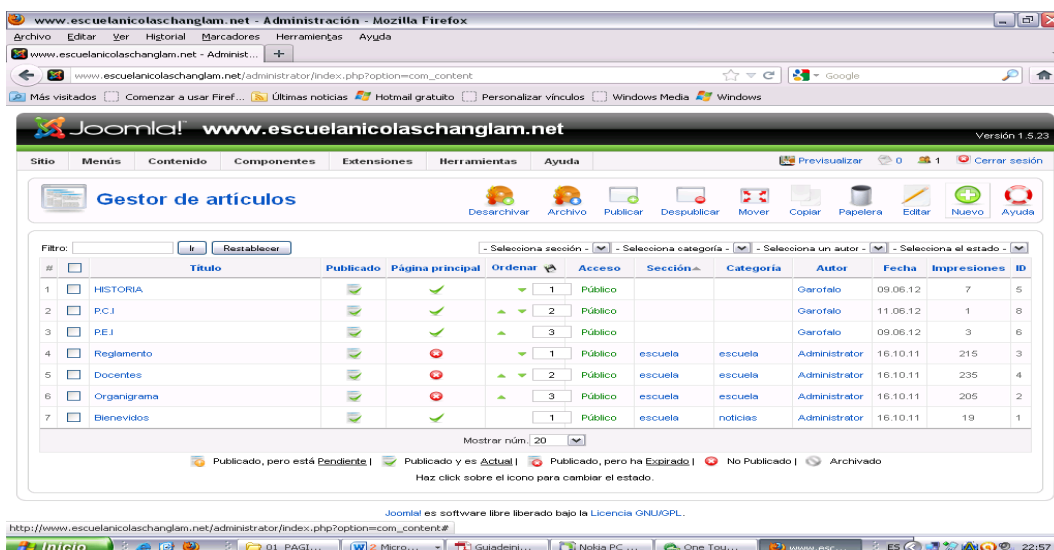 www.escuelanicolaschanglam.net - Administración - Mozilla Firefox
Archivo Editar Ver Historial Marcadores Herramientas Ayuda
www.escuelanicolaschanglam.net - Administ... +
www.escuelanicolaschanglam.net/administrator/index.php?option=com_content Google
Más visitados Comenzar a usar Firef... Últimas noticias Hotmail gratuito Personalizar vínculos Windows Media Windows
Joomla! www.escuelanicolaschanglam.net
Versión 1.5.23
Sitio Menús Contenido Componentes Extensiones Herramientas Ayuda Previsualizar 0 1 Cerrar sesión
Gestor de artículos
Desarchivar Archivo Publicar Despublicar Mover Copiar Papelera Editar Nuevo Ayuda
Filtro: Ir Restablecer - Selecciona sección - - Selecciona categoría - - Selecciona un autor - - Selecciona el estado -
# Título Publicado Página principal Ordenar Acceso Sección Categoría Autor Fecha Impresiones ID
1 HISTORIA 1 Público Garofalo 09.06.12 7 5
2 P.C.I 2 Público Garofalo 11.06.12 1 8
3 P.E.I 3 Público Garofalo 09.06.12 3 6
4 Reglamento 1 Público escuela escuela Administrator 16.10.11 215 3
5 Docentes 2 Público escuela escuela Administrator 16.10.11 235 4
6 Organigrama 3 Público escuela escuela Administrator 16.10.11 205 2
7 Bienevidos 1 Público escuela noticias Administrator 16.10.11 19 1
Mostrar núm. 20
Publicado, pero está Pendiente | Publicado y es Actual | Publicado, pero ha Expirado | No Publicado | Archivado
Haz click sobre el icono para cambiar el estado.
Joomla! es software libre liberado bajo la Licencia GNU/GPL.
http://www.escuelanicolaschanglam.net/administrator/index.php?option=com_content#
Inicio 01 PAGI... 2 Micro... Guiadeini... Nokia PC ... One Tou... www.esc... ES 22:57